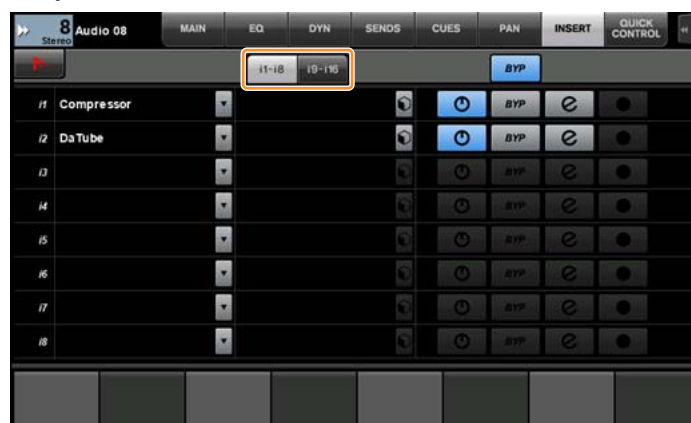 8 Audio 08 MAIN EQ DYN SENDS CUES PAN INSERT QUICK CONTROL
Stereo
i1-i8 i9-i16 BYP
i1 Compressor BYP e
i2 DaTube BYP e
i3 BYP e
i4 BYP e
i5 BYP e
i6 BYP e
i7 BYP e
i8 BYP e